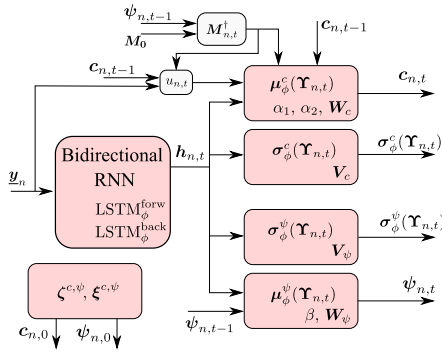 ψ_{n,t−1}
M_0
M†_{n,t}
c_{n,t−1}
c_{n,t−1}
u_{n,t}
μ^c_ϕ(Υ_{n,t})
α_1, α_2, W_c
c_{n,t}
y_n
Bidirectional
RNN
LSTM^{forw}_ϕ
LSTM^{back}_ϕ
h_{n,t}
σ^c_ϕ(Υ_{n,t})
V_c
σ^c_ϕ(Υ_{n,t})
σ^ψ_ϕ(Υ_{n,t})
V_ψ
σ^ψ_ϕ(Υ_{n,t})
ζ^{c,ψ}, ξ^{c,ψ}
μ^ψ_ϕ(Υ_{n,t})
β, W_ψ
ψ_{n,t}
ψ_{n,t−1}
c_{n,0}
ψ_{n,0}